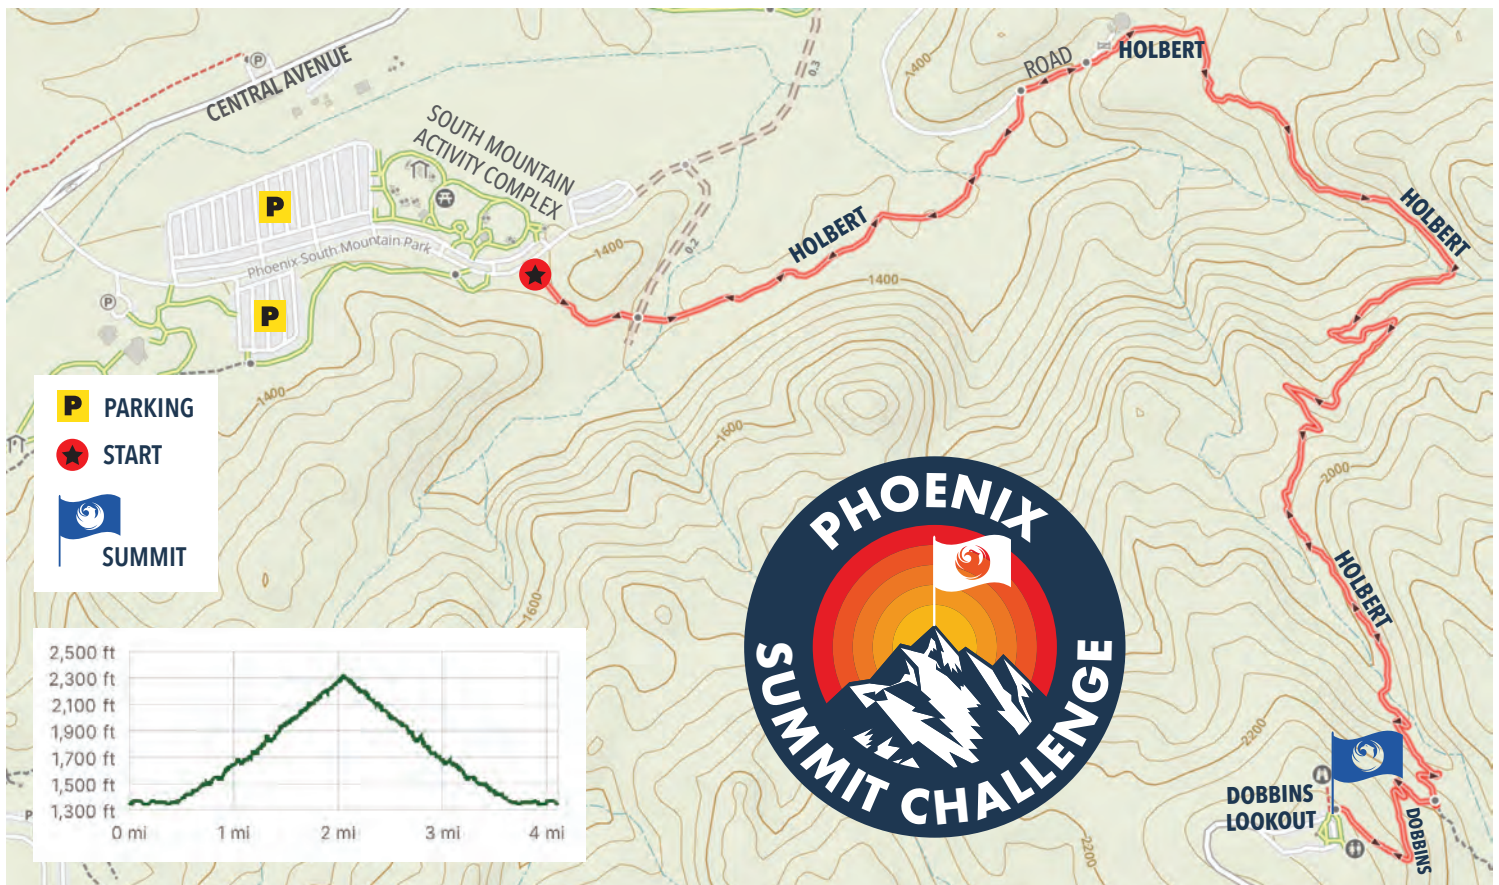 CENTRAL AVENUE
P
SOUTH MOUNTAIN
ACTIVITY COMPLEX
ROAD
HOLBERT
1400
0.3
P
Phoenix South Mountain Park
P
P
1400
0.2
HOLBERT
1400
HOLBERT
1400
1600
2000
1600
HOLBERT
2200
2200
P PARKING
START
SUMMIT
PHOENIX
SUMMIT CHALLENGE
DOBBINS
LOOKOUT
DOBBINS
2,500 ft
2,300 ft
2,100 ft
1,900 ft
1,700 ft
1,500 ft
1,300 ft
0 mi 1 mi 2 mi 3 mi 4 mi
P